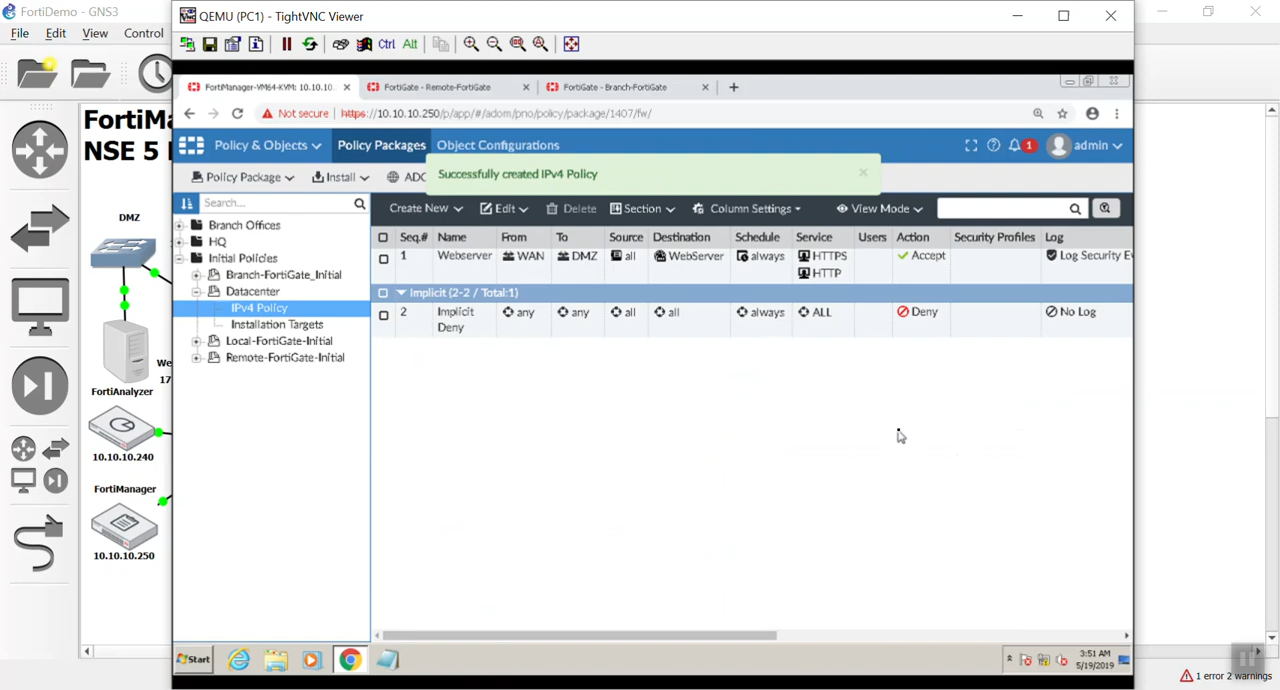 FortiDemo - GNS3
File Edit View Control
QEMU (PC1) - TightVNC Viewer
Ctrl Alt
FortiManager-VM64-KVM: 10.10.10.
FortiGate - Remote-FortiGate
FortiGate - Branch-FortiGate
Not secure https://10.10.10.250/p/app/#/adom/pno/policy/package/1407/fw/
Policy & Objects Policy Packages Object Configurations 1 admin
Policy Package Install ADO
Successfully created IPv4 Policy
Search...
Create New Edit Delete Section Column Settings View Mode
Branch Offices
HQ
Initial Policies
Branch-FortiGate_Initial
Datacenter
IPv4 Policy
Installation Targets
Local-FortiGate-Initial
Remote-FortiGate-Initial
Seq.# Name From To Source Destination Schedule Service Users Action Security Profiles Log
1 Webserver WAN DMZ all WebServer always HTTPS Accept Log Security Ev
HTTP
Implicit (2-2 / Total:1)
2 Implicit any any all all always ALL Deny No Log
Deny
FortiMa
NSE 5
DMZ
We
17
FortiAnalyzer
10.10.10.240
FortiManager
10.10.10.250
Start
3:51 AM
5/19/2019
1 error 2 warnings